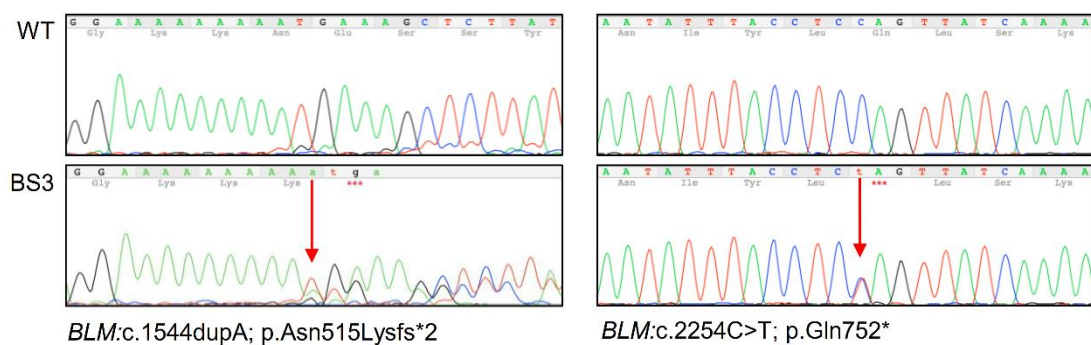 WT
G G A A A A A A A A A T G A A A G C T C T T A T
Gly Lys Lys Asn Glu Ser Ser Tyr
A A T A T T T A C C T C C A G T T A T C A A A A
Asn Ile Tyr Leu Gln Leu Ser Lys
BS3
G G A A A A A A A A A a t g a
Gly Lys Lys Lys ***
A A T A T T T A C C T C t A G T T A T C A A A A
Asn Ile Tyr Leu *** Leu Ser Lys
BLM:c.1544dupA; p.Asn515Lysfs*2
BLM:c.2254C>T; p.Gln752*